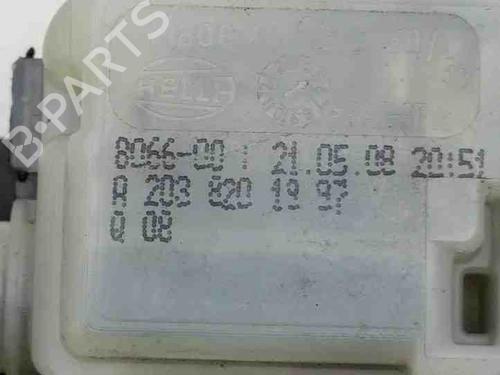 B-PARTS
HELLA
8066-00 : 21.05.08 20:51
A 203 820 19 97
Q 08